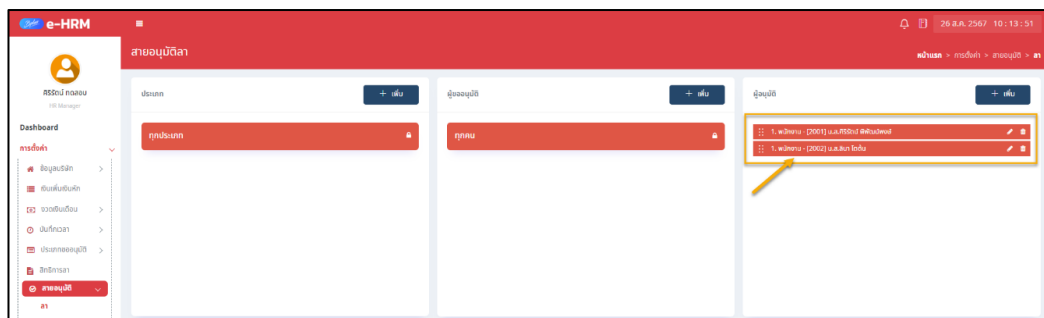 e-HRM
26 ส.ค. 2567 10:13:51
สายอนุมัติลา
หน้าแรก > การตั้งค่า > สายอนุมัติ > ลา
ศิริรัตน์ ทดสอบ
HR Manager
Dashboard
การตั้งค่า
ข้อมูลบริษัท
เงินเพิ่มเงินหัก
งวดเงินเดือน
บันทึกเวลา
ประเภทขออนุมัติ
สิทธิการลา
สายอนุมัติ
ลา
ประเภท
+ เพิ่ม
ทุกประเภท
ผู้ขออนุมัติ
+ เพิ่ม
ทุกคน
ผู้อนุมัติ
+ เพิ่ม
1. พนักงาน - [2001] น.ส.ศิริรัตน์ พิพัฒน์พงศ์
1. พนักงาน - [2002] น.ส.ลินา โตต้น